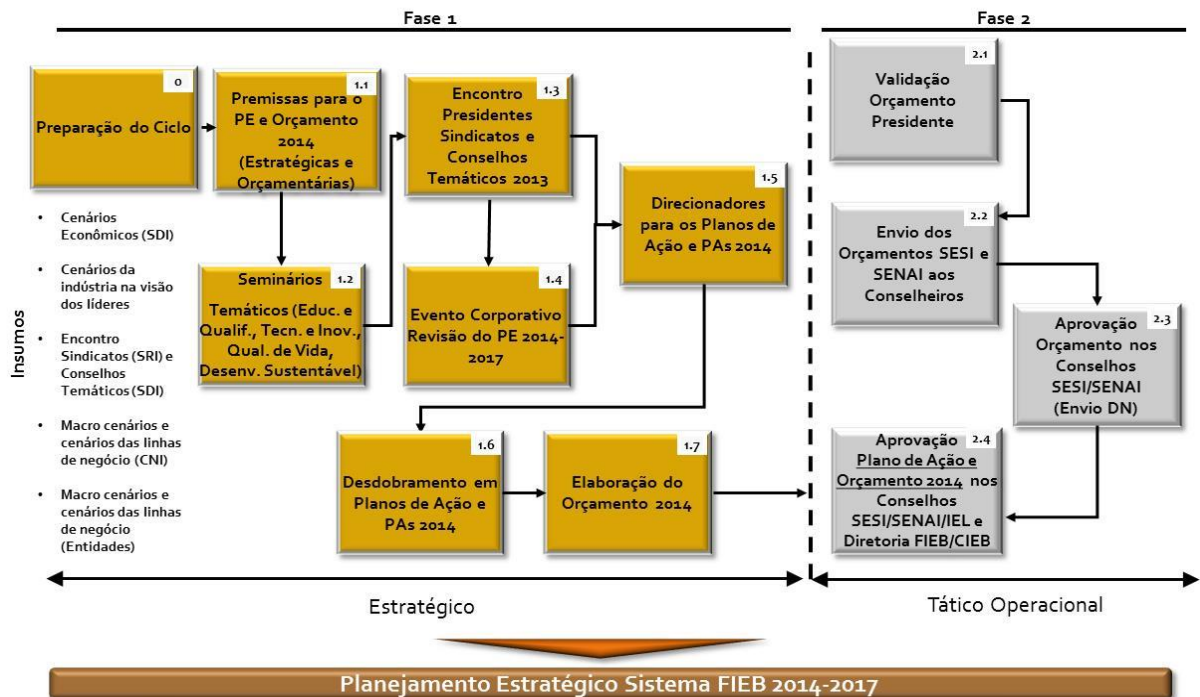 Fase 1
Fase 2
0
Preparação do Ciclo
1.1
Premissas para o
PE e Orçamento
2014
(Estratégicas e
Orçamentárias)
1.3
Encontro
Presidentes
Sindicatos e
Conselhos
Temáticos 2013
1.5
Direcionadores
para os Planos de
Ação e PAs 2014
1.2
Seminários
Temáticos (Educ. e
Qualif., Tecn. e Inov.,
Qual. de Vida,
Desenv. Sustentável)
1.4
Evento Corporativo
Revisão do PE 2014-
2017
1.6
Desdobramento em
Planos de Ação e
PAs 2014
1.7
Elaboração do
Orçamento 2014
Insumos
• Cenários
Econômicos (SDI)
• Cenários da
indústria na visão
dos líderes
• Encontro
Sindicatos (SRI) e
Conselhos
Temáticos (SDI)
• Macro cenários e
cenários das linhas
de negócio (CNI)
• Macro cenários e
cenários das linhas
de negócio
(Entidades)
2.1
Validação
Orçamento
Presidente
2.2
Envio dos
Orçamentos SESI e
SENAI aos
Conselheiros
2.3
Aprovação
Orçamento nos
Conselhos
SESI/SENAI
(Envio DN)
2.4
Aprovação
Plano de Ação e
Orçamento 2014 nos
Conselhos
SESI/SENAI/IEL e
Diretoria FIEB/CIEB
Estratégico
Tático Operacional
Planejamento Estratégico Sistema FIEB 2014-2017